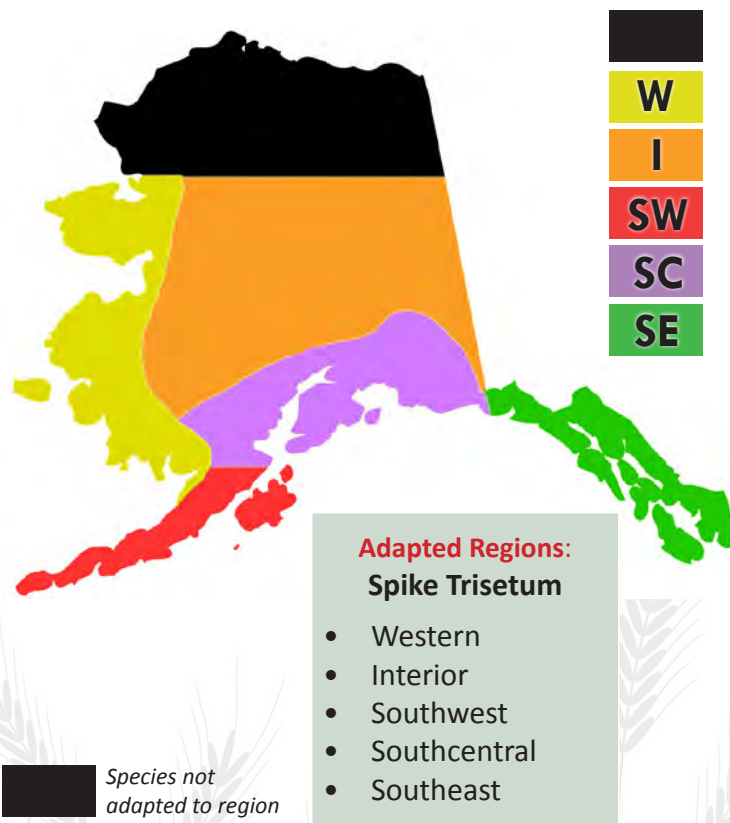 W
I
SW
SC
SE
Adapted Regions:
Spike Trisetum
• Western
• Interior
• Southwest
• Southcentral
• Southeast
Species not
adapted to region